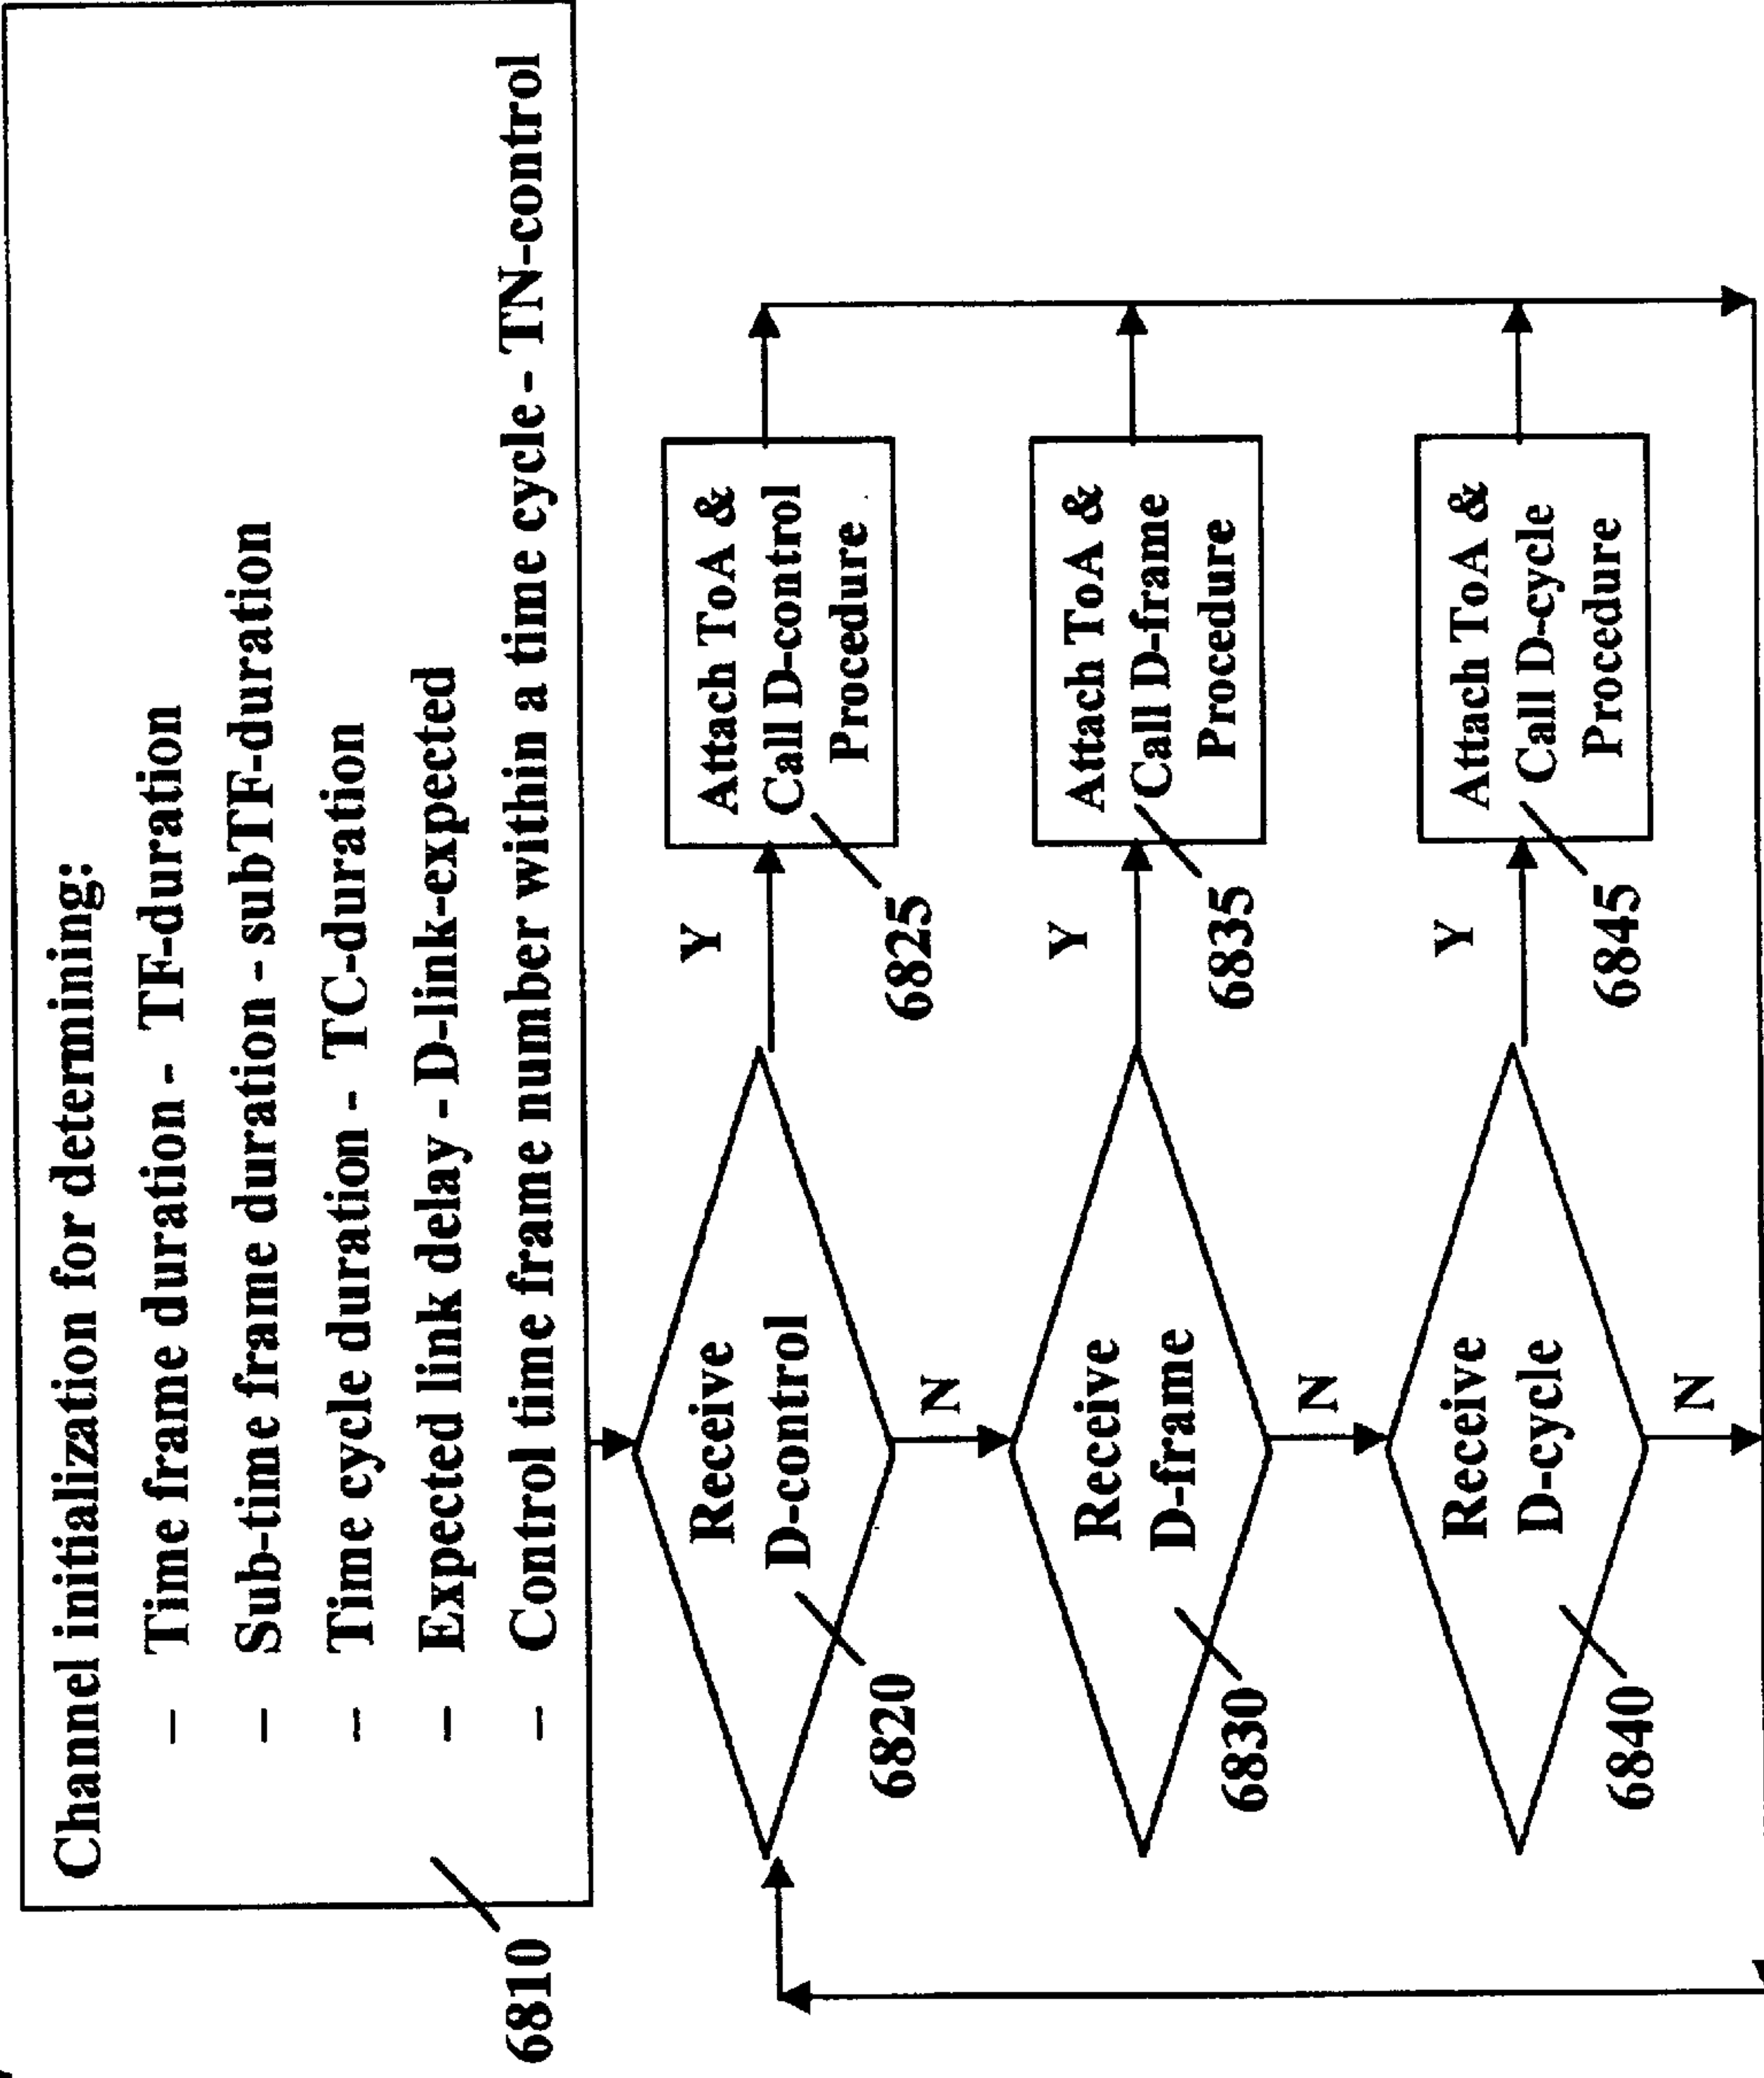 Channel initialization for determining:
– Time frame duration - TF-duration
– Sub-time frame duration - subTF-duration
– Time cycle duration - TC-duration
– Expected link delay - D-link-expected
– Control time frame number within a time cycle - TN-control
6810
Receive
D-control
6820
Y
Attach ToA &
Call D-control
Procedure
6825
N
Receive
D-frame
6830
Y
Attach ToA &
Call D-frame
Procedure
6835
N
Receive
D-cycle
6840
Y
Attach ToA &
Call D-cycle
Procedure
6845
N